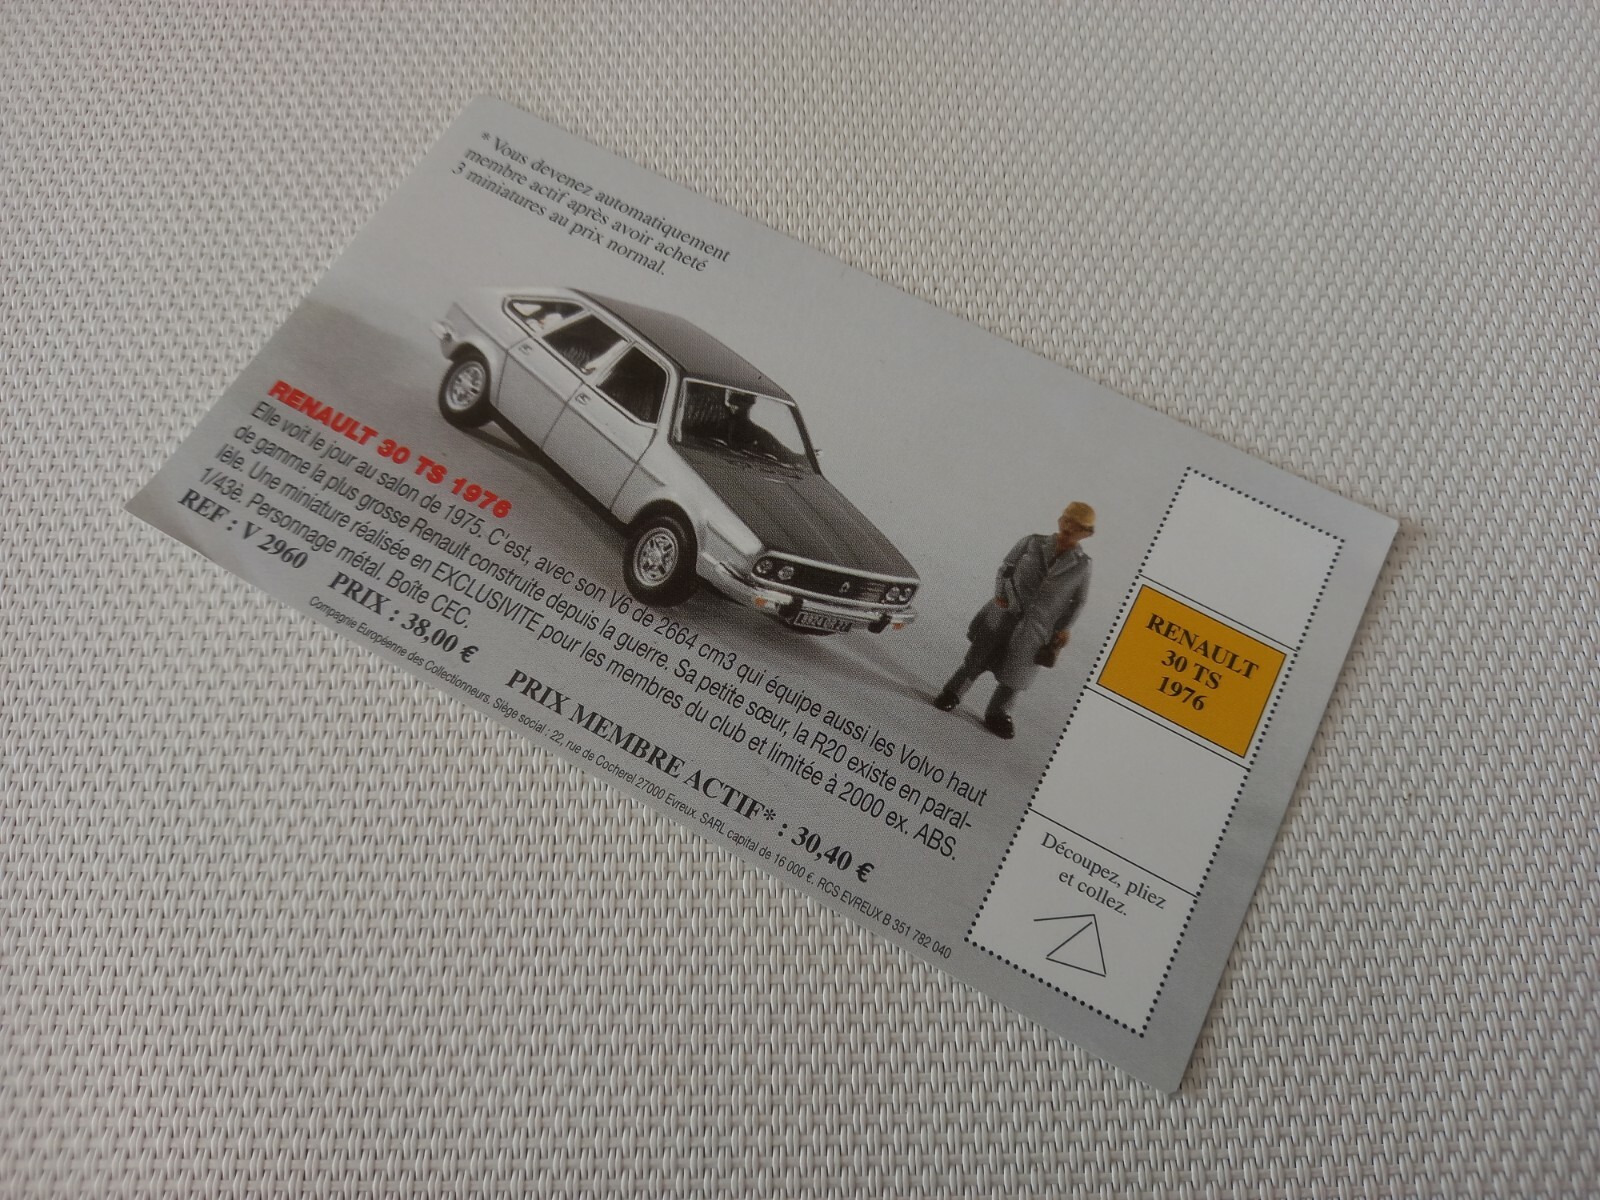 * Vous devenez automatiquement
membre actif après avoir acheté
3 miniatures au prix normal.
RENAULT 30 TS 1976
Elle voit le jour au salon de 1975. C'est, avec son V6 de 2664 cm3 qui équipe aussi les Volvo haut
de gamme la plus grosse Renault construite depuis la guerre. Sa petite sœur, la R20 existe en paral-
lèle. Une miniature réalisée en EXCLUSIVITE pour les membres du club et limitée à 2000 ex. ABS.
1/43è. Personnage métal. Boîte CEC.
REF : V 2960 PRIX : 38,00 € PRIX MEMBRE ACTIF* : 30,40 €
Compagnie Européenne des Collectionneurs. Siège social : 22, rue de Cocherel 27000 Evreux. SARL capital de 16 000 €. RCS EVREUX B 351 782 040
RENAULT
30 TS
1976
Découpez, pliez
et collez.